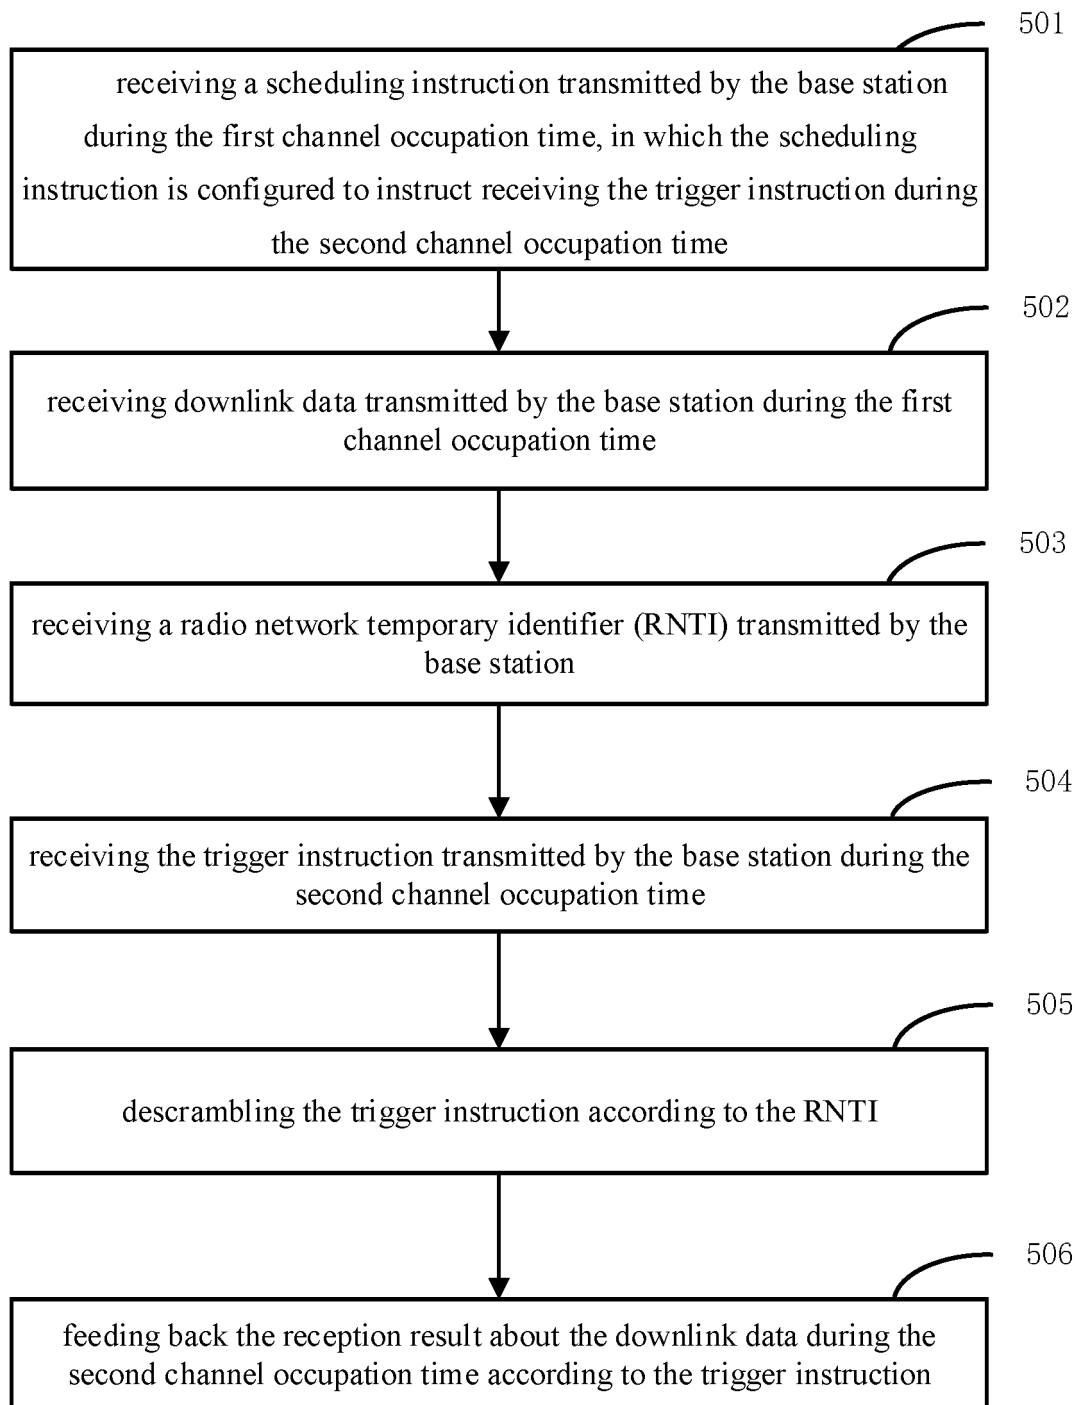 501
receiving a scheduling instruction transmitted by the base station
during the first channel occupation time, in which the scheduling
instruction is configured to instruct receiving the trigger instruction during
the second channel occupation time
502
receiving downlink data transmitted by the base station during the first
channel occupation time
503
receiving a radio network temporary identifier (RNTI) transmitted by the
base station
504
receiving the trigger instruction transmitted by the base station during the
second channel occupation time
505
descrambling the trigger instruction according to the RNTI
506
feeding back the reception result about the downlink data during the
second channel occupation time according to the trigger instruction